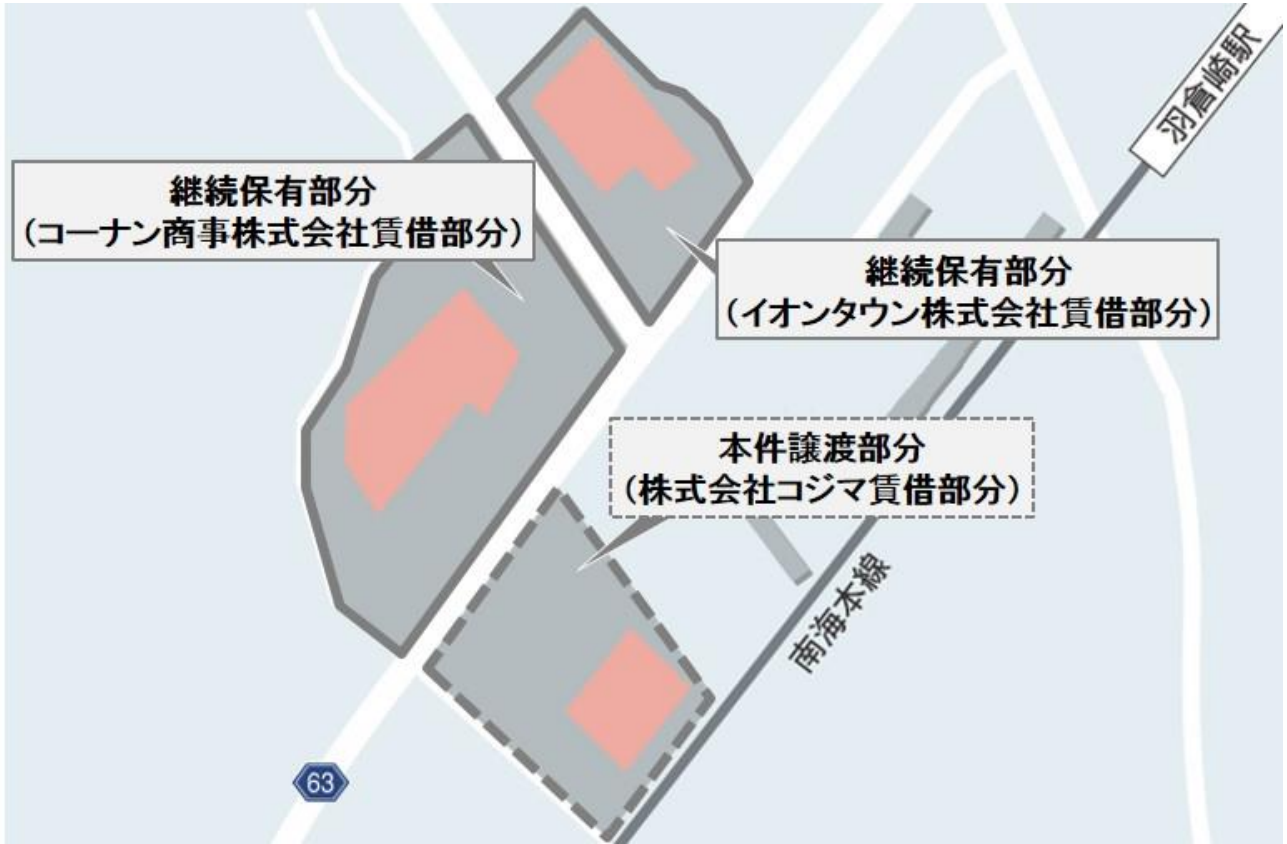 羽倉崎駅
継続保有部分
（コーナン商事株式会社賃借部分）
継続保有部分
（イオンタウン株式会社賃借部分）
本件譲渡部分
（株式会社コジマ賃借部分）
南海本線
63